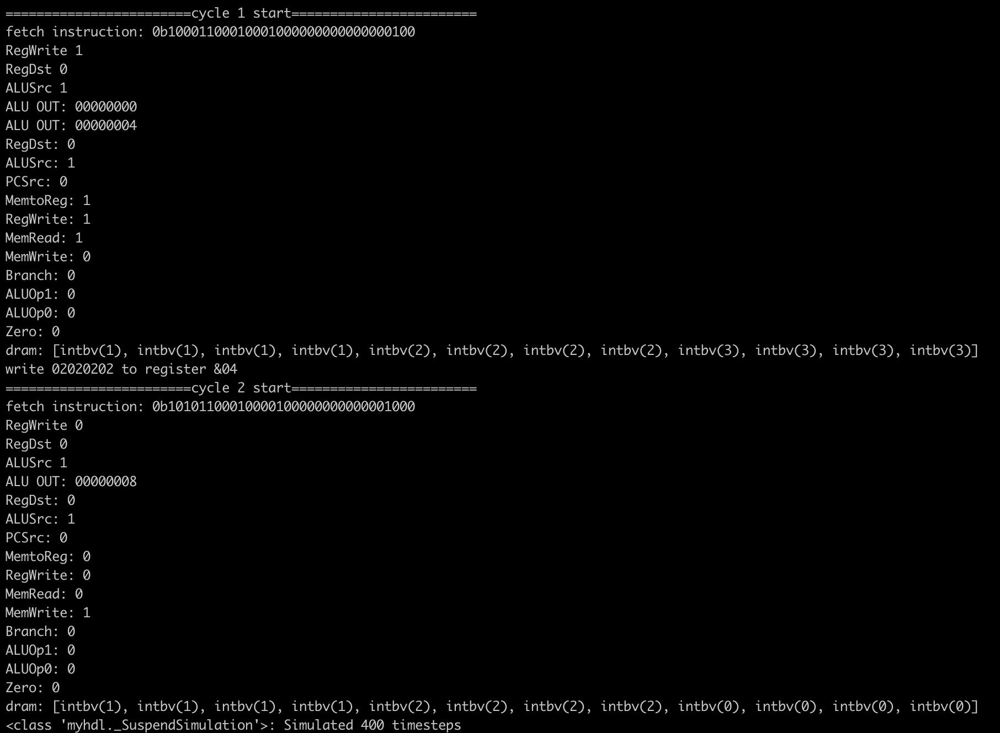 ========================cycle 1 start========================
fetch instruction: 0b10001100010001000000000000000100
RegWrite 1
RegDst 0
ALUSrc 1
ALU OUT: 00000000
ALU OUT: 00000004
RegDst: 0
ALUSrc: 1
PCSrc: 0
MemtoReg: 1
RegWrite: 1
MemRead: 1
MemWrite: 0
Branch: 0
ALUOp1: 0
ALUOp0: 0
Zero: 0
dram: [intbv(1), intbv(1), intbv(1), intbv(1), intbv(2), intbv(2), intbv(2), intbv(2), intbv(3), intbv(3), intbv(3), intbv(3)]
write 02020202 to register &04
========================cycle 2 start========================
fetch instruction: 0b10101100010000100000000000001000
RegWrite 0
RegDst 0
ALUSrc 1
ALU OUT: 00000008
RegDst: 0
ALUSrc: 1
PCSrc: 0
MemtoReg: 0
RegWrite: 0
MemRead: 0
MemWrite: 1
Branch: 0
ALUOp1: 0
ALUOp0: 0
Zero: 0
dram: [intbv(1), intbv(1), intbv(1), intbv(1), intbv(2), intbv(2), intbv(2), intbv(2), intbv(0), intbv(0), intbv(0), intbv(0)]
<class 'myhdl._SuspendSimulation'>: Simulated 400 timesteps